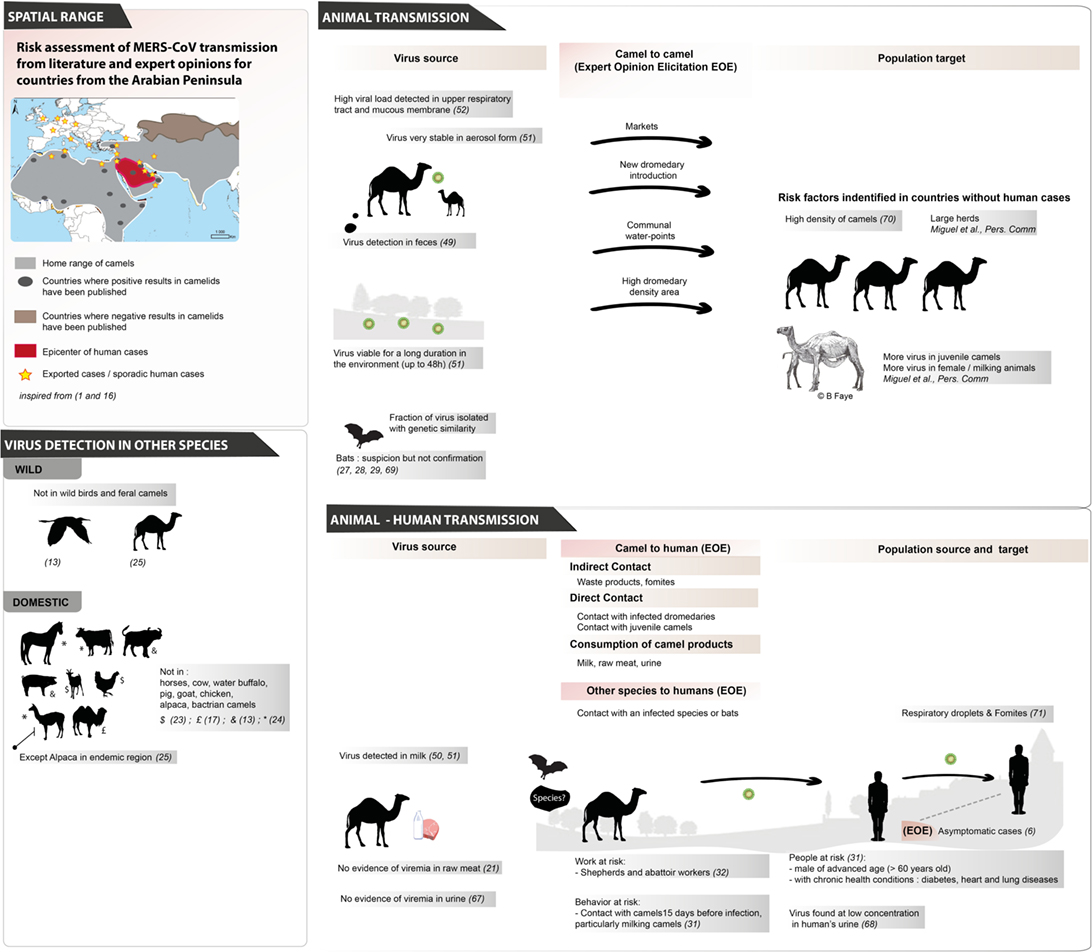 SPATIAL RANGE
Risk assessment of MERS-CoV transmission
from literature and expert opinions for
countries from the Arabian Peninsula
N
Home range of camels
Countries where positive results in camelids
have been published
Countries where negative results in camelids
have been published
Epicenter of human cases
Exported cases / sporadic human cases
inspired from (1 and 16)
VIRUS DETECTION IN OTHER SPECIES
WILD
Not in wild birds and feral camels
(13)
(25)
DOMESTIC
*
*
&
&
$
$
*
£
Not in :
horses, cow, water buffalo,
pig, goat, chicken,
alpaca, bactrian camels
$ (23) ; £ (17) ; & (13) ; * (24)
Except Alpaca in endemic region (25)
ANIMAL TRANSMISSION
Virus source
High viral load detected in upper respiratory
tract and mucous membrane (52)
Virus very stable in aerosol form (51)
Virus detection in feces (49)
Virus viable for a long duration in
the environment (up to 48h) (51)
Fraction of virus isolated
with genetic similarity
Bats : suspicion but not confirmation
(27, 28, 29, 69)
Camel to camel
(Expert Opinion Elicitation EOE)
Markets
New dromedary
introduction
Communal
water-points
High dromedary
density area
Population target
Risk factors indentified in countries without human cases
High density of camels (70)
Large herds
Miguel et al., Pers. Comm
More virus in juvenile camels
More virus in female / milking animals
Miguel et al., Pers. Comm
© B Faye
ANIMAL - HUMAN TRANSMISSION
Virus source
Virus detected in milk (50, 51)
No evidence of viremia in raw meat (21)
No evidence of viremia in urine (67)
Camel to human (EOE)
Indirect Contact
Waste products, fomites
Direct Contact
Contact with infected dromedaries
Contact with juvenile camels
Consumption of camel products
Milk, raw meat, urine
Other species to humans (EOE)
Contact with an infected species or bats
Species?
Work at risk:
- Shepherds and abattoir workers (32)
Behavior at risk:
- Contact with camels15 days before infection,
particularly milking camels (31)
Population source and target
Respiratory droplets & Fomites (71)
(EOE) Asymptomatic cases (6)
People at risk (31):
- male of advanced age (> 60 years old)
- with chronic health conditions : diabetes, heart and lung diseases
Virus found at low concentration
in human's urine (68)